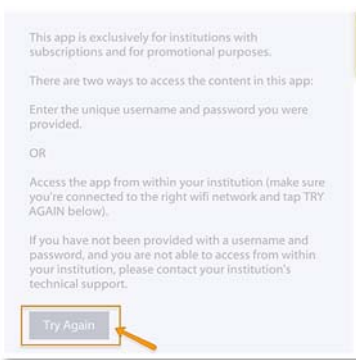 This app is exclusively for institutions with
subscriptions and for promotional purposes.
There are two ways to access the content in this app:
Enter the unique username and password you were
provided.
OR
Access the app from within your institution (make sure
you're connected to the right wifi network and tap TRY
AGAIN below).
If you have not been provided with a username and
password, and you are not able to access from within
your institution, please contact your institution's
technical support.
Try Again